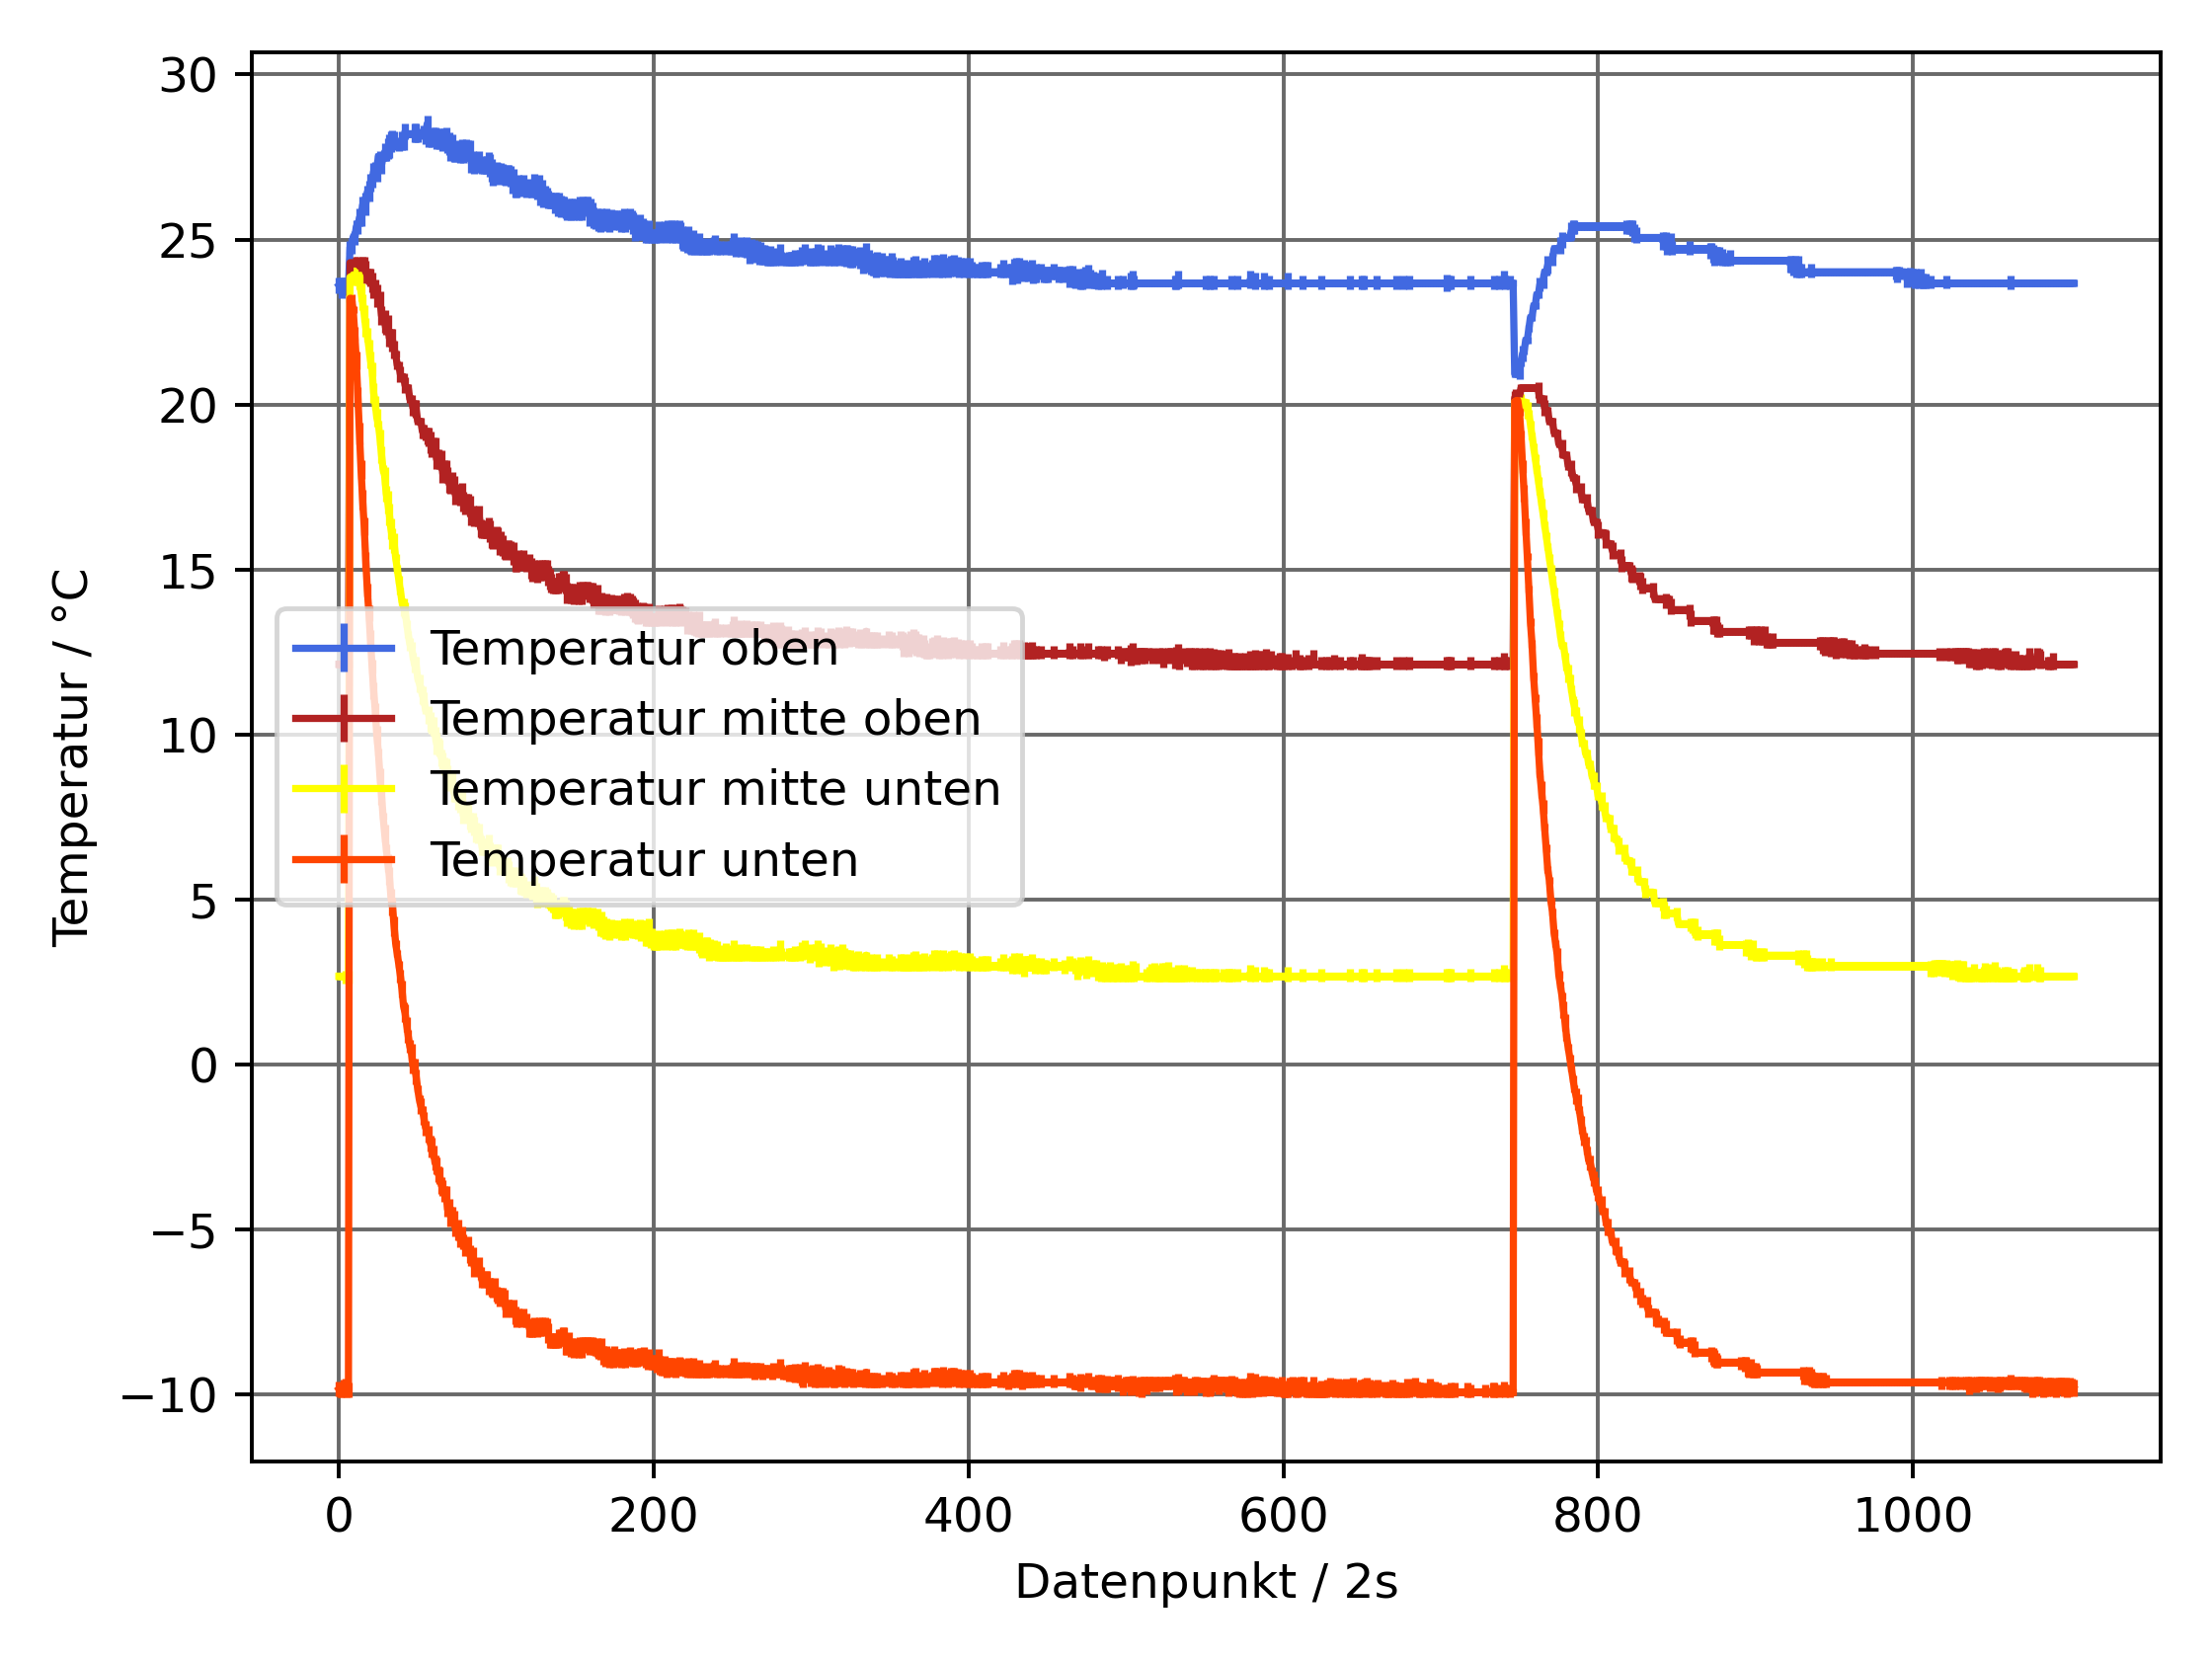 30
25
20
15
10
5
0
−5
−10
Temperatur / °C
Temperatur oben
Temperatur mitte oben
Temperatur mitte unten
Temperatur unten
0 200 400 600 800 1000
Datenpunkt / 2s